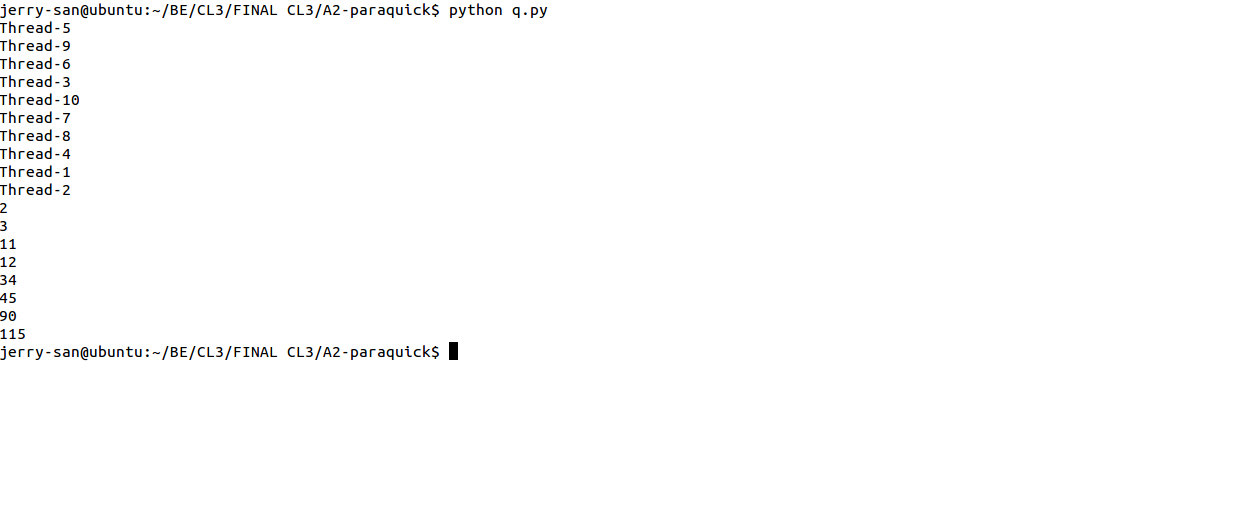 jerry-san@ubuntu:~/BE/CL3/FINAL CL3/A2-paraquick$ python q.py
Thread-5
Thread-9
Thread-6
Thread-3
Thread-10
Thread-7
Thread-8
Thread-4
Thread-1
Thread-2
2
3
11
12
34
45
90
115
jerry-san@ubuntu:~/BE/CL3/FINAL CL3/A2-paraquick$